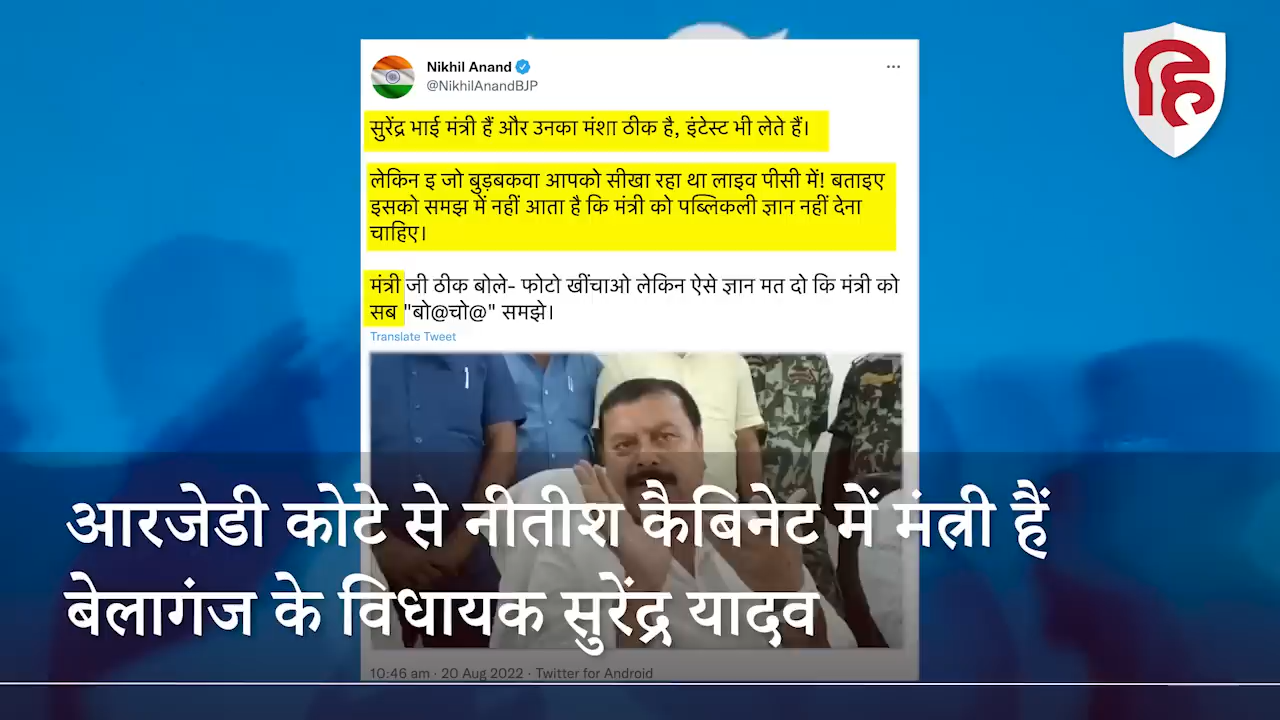 Nikhil Anand
@NikhilAnandBJP
सुरेंद्र भाई मंत्री हैं और उनका मंशा ठीक है, इंटेस्ट भी लेते हैं।
लेकिन इ जो बुड़बकवा आपको सीखा रहा था लाइव पीसी में! बताइए
इसको समझ में नहीं आता है कि मंत्री को पब्लिकली ज्ञान नहीं देना
चाहिए।
मंत्री जी ठीक बोले- फोटो खींचाओ लेकिन ऐसे ज्ञान मत दो कि मंत्री को
सब "बो@चो@" समझे।
Translate Tweet
आरजेडी कोटे से नीतीश कैबिनेट में मंत्री हैं
बेलागंज के विधायक सुरेंद्र यादव
10:46 am · 20 Aug 2022 · Twitter for Android
हि